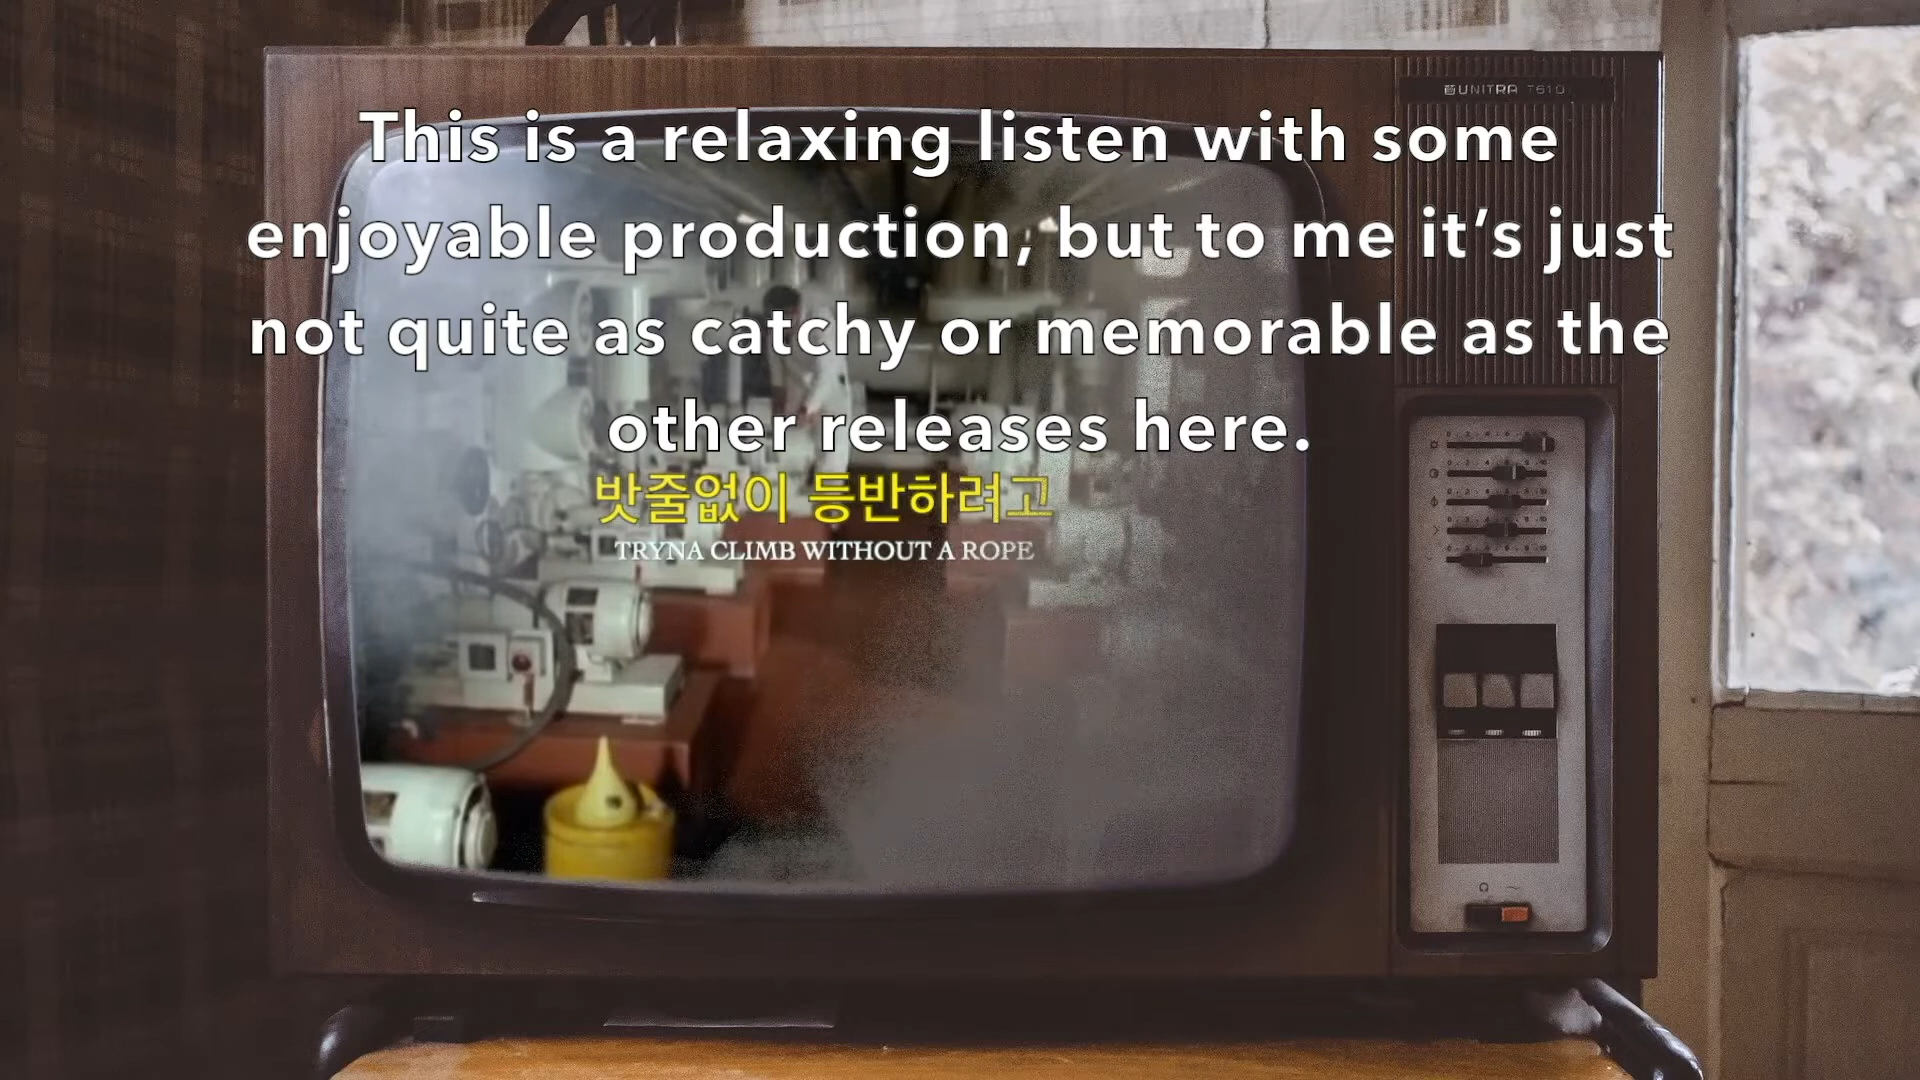 UNITRA T610
This is a relaxing listen with some
enjoyable production, but to me it’s just
not quite as catchy or memorable as the
other releases here.
밧줄없이 등반하려고
TRYNA CLIMB WITHOUT A ROPE